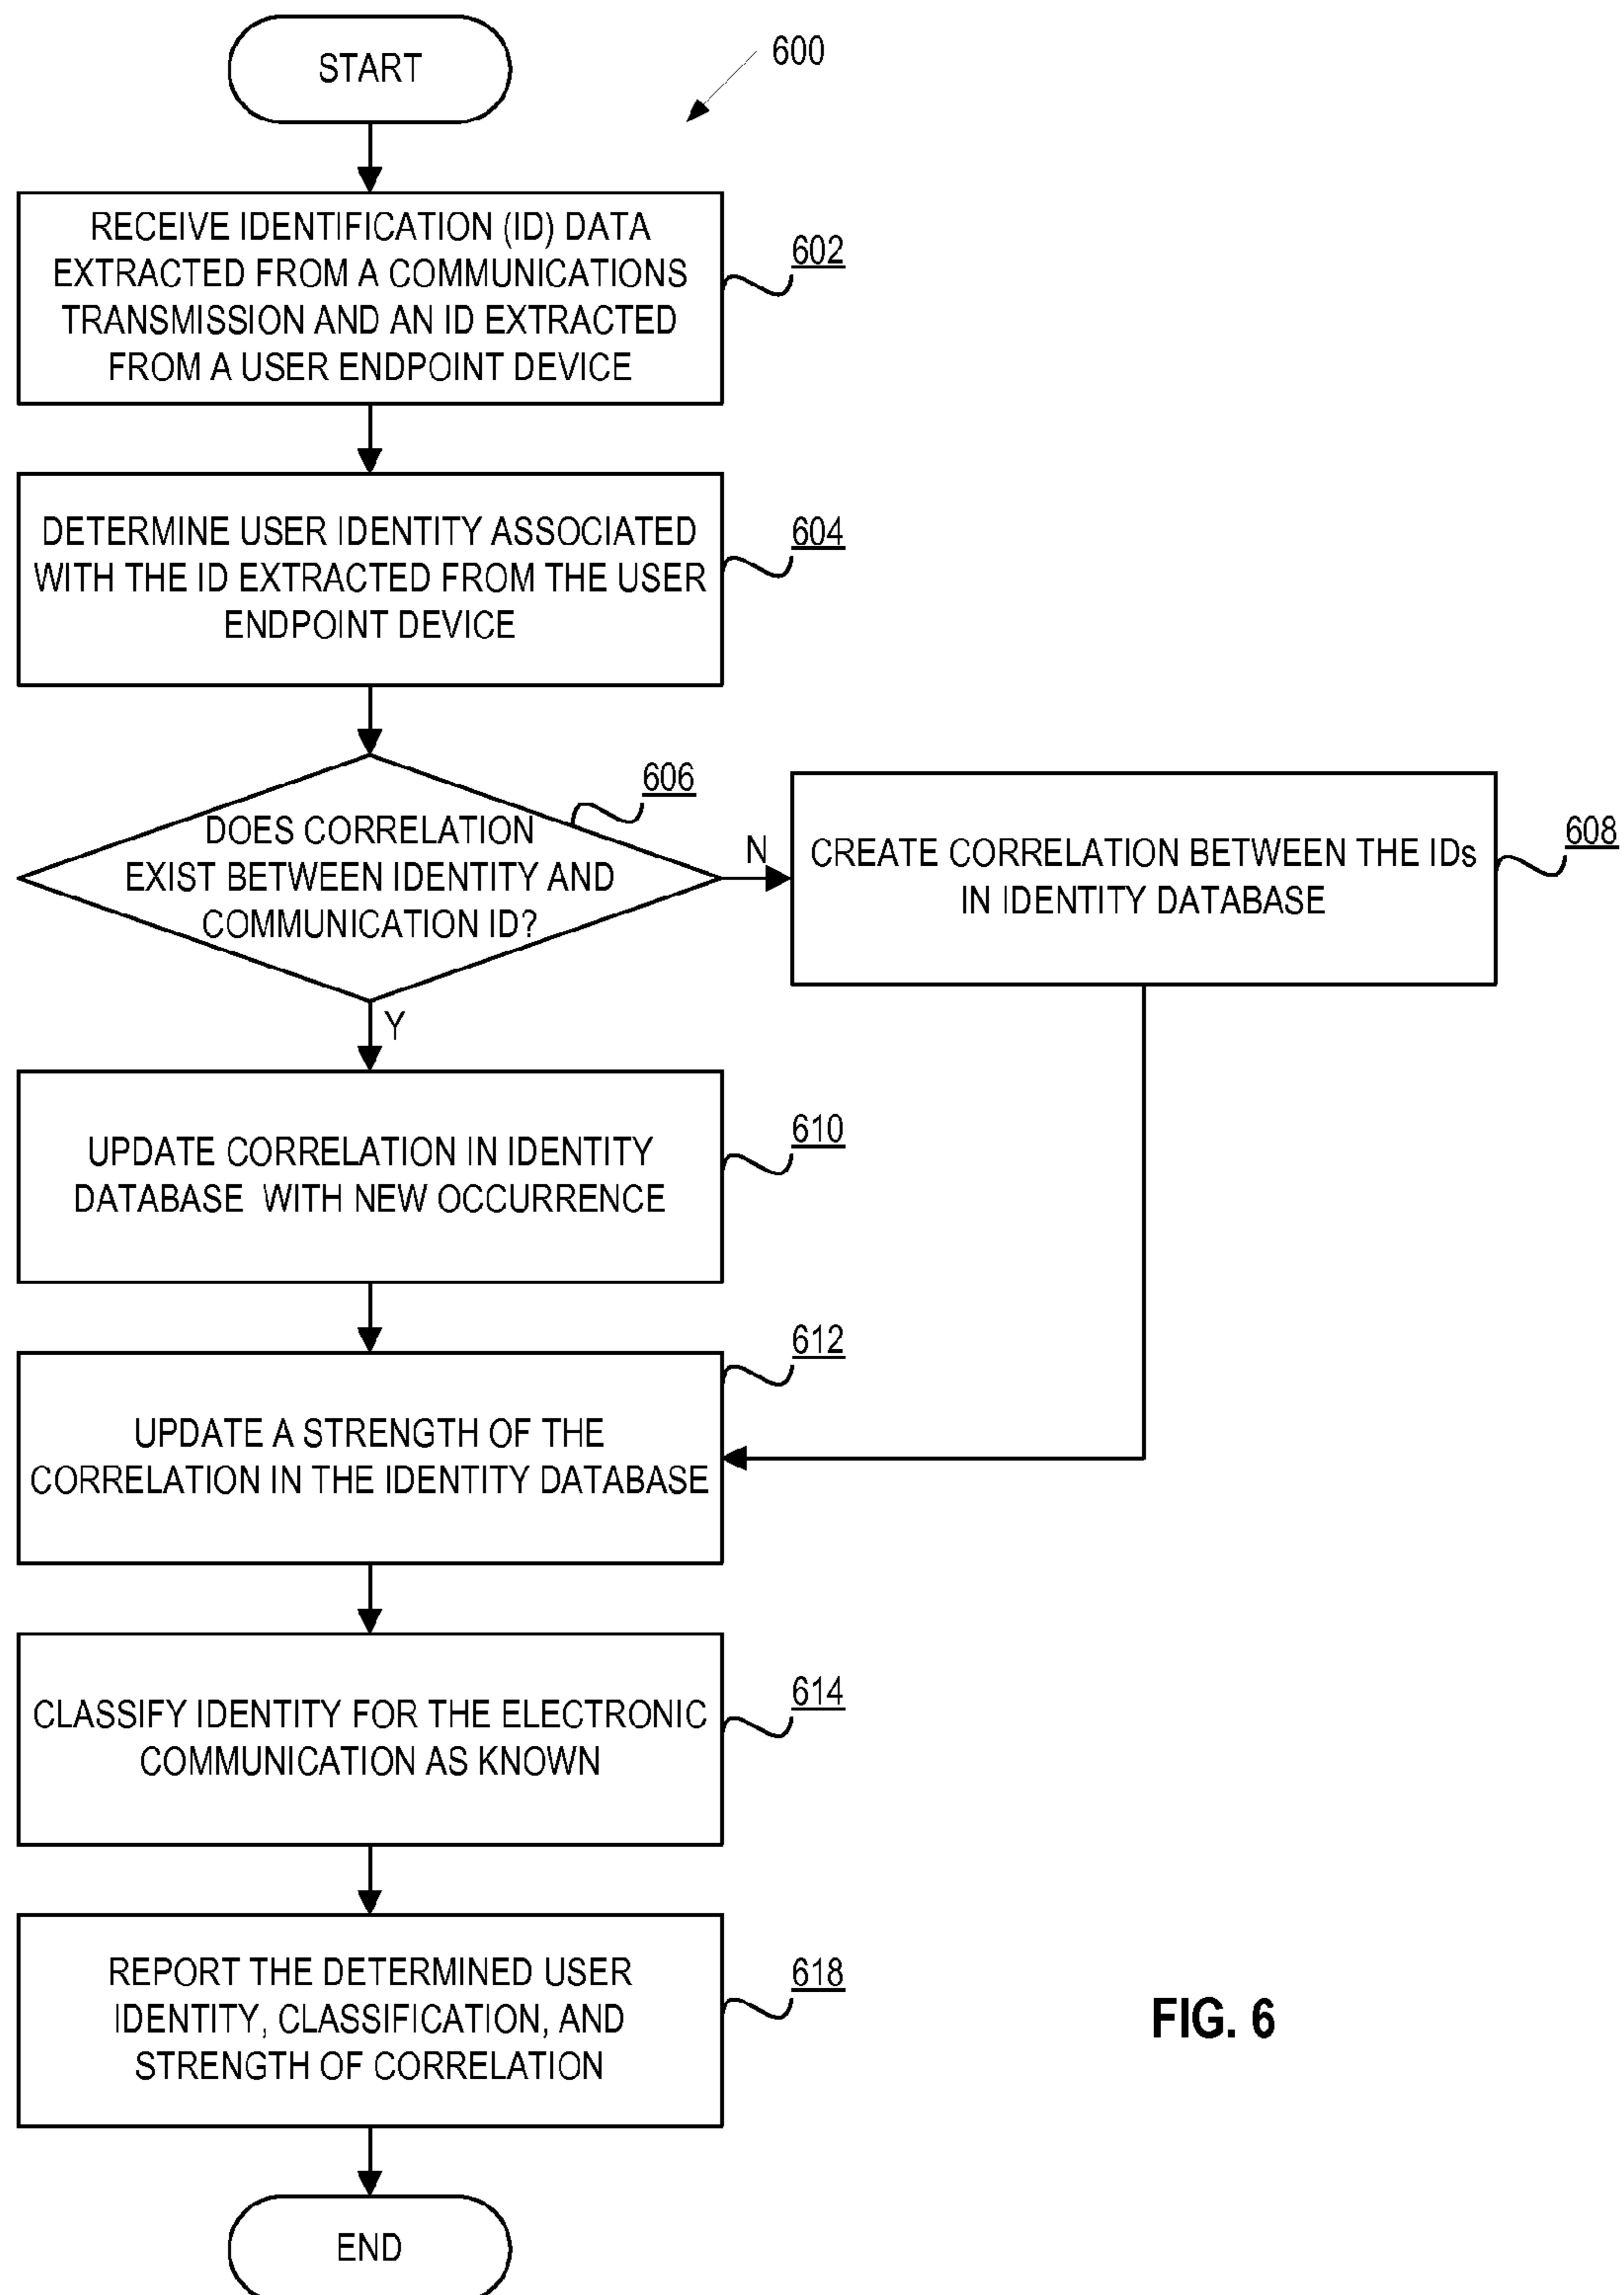 START
600
RECEIVE IDENTIFICATION (ID) DATA
EXTRACTED FROM A COMMUNICATIONS
TRANSMISSION AND AN ID EXTRACTED
FROM A USER ENDPOINT DEVICE
602
DETERMINE USER IDENTITY ASSOCIATED
WITH THE ID EXTRACTED FROM THE USER
ENDPOINT DEVICE
604
DOES CORRELATION
EXIST BETWEEN IDENTITY AND
COMMUNICATION ID?
606
N
CREATE CORRELATION BETWEEN THE IDs
IN IDENTITY DATABASE
608
Y
UPDATE CORRELATION IN IDENTITY
DATABASE WITH NEW OCCURRENCE
610
UPDATE A STRENGTH OF THE
CORRELATION IN THE IDENTITY DATABASE
612
CLASSIFY IDENTITY FOR THE ELECTRONIC
COMMUNICATION AS KNOWN
614
REPORT THE DETERMINED USER
IDENTITY, CLASSIFICATION, AND
STRENGTH OF CORRELATION
618
FIG. 6
END